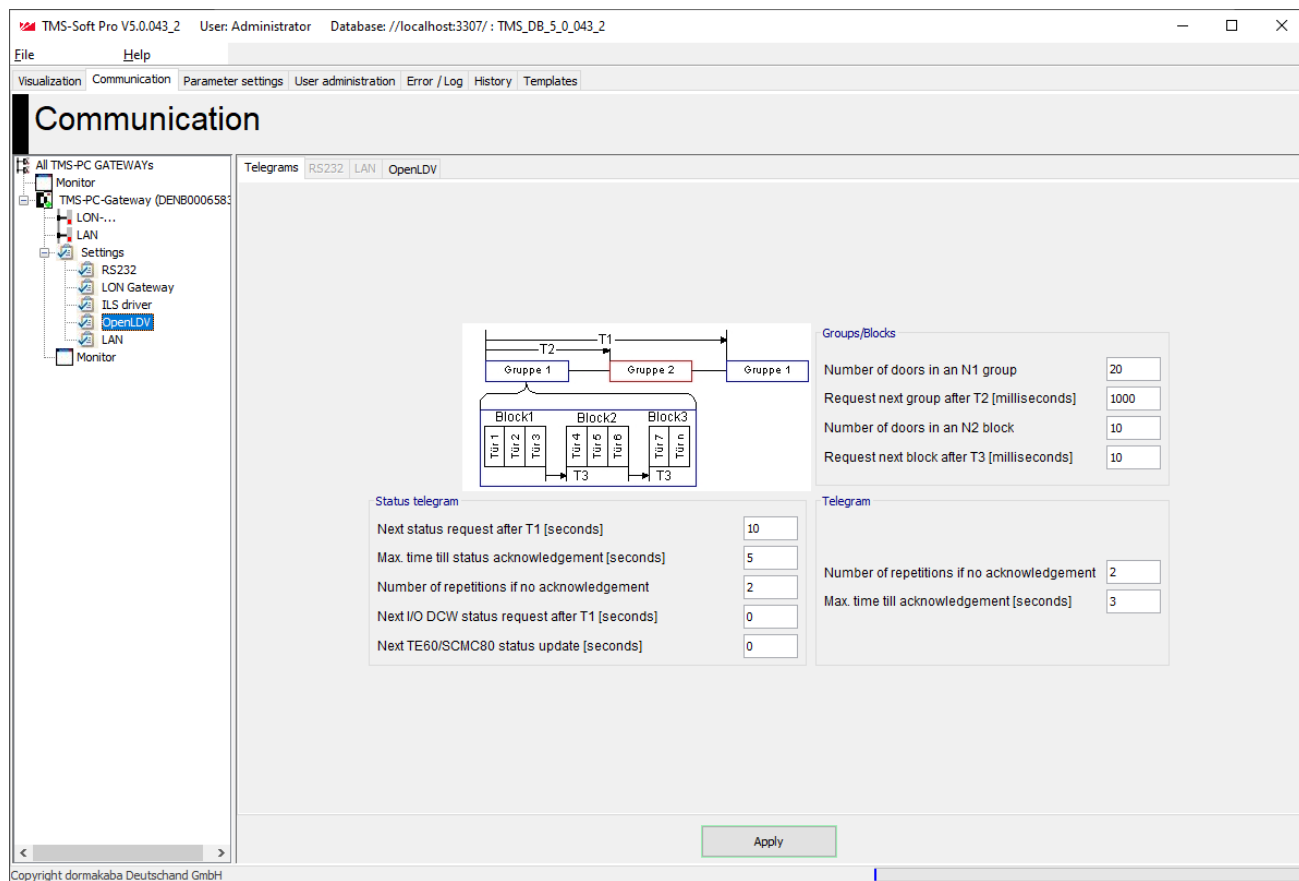 TMS-Soft Pro V5.0.043_2 User: Administrator Database: //localhost:3307/ : TMS_DB_5_0_043_2
File Help
Visualization Communication Parameter settings User administration Error / Log History Templates
Communication
All TMS-PC GATEWAYs
Monitor
TMS-PC-Gateway (DENB0006583
LON-...
LAN
Settings
RS232
LON Gateway
ILS driver
OpenLDV
LAN
Monitor
Telegrams RS232 LAN OpenLDV
T1
T2
Gruppe 1 Gruppe 2 Gruppe 1
Block1 Block2 Block3
Tür 1 Tür 2 Tür 3 Tür 4 Tür 5 Tür 6 Tür 7 Tür n
T3 T3
Groups/Blocks
Number of doors in an N1 group 20
Request next group after T2 [milliseconds] 1000
Number of doors in an N2 block 10
Request next block after T3 [milliseconds] 10
Status telegram
Next status request after T1 [seconds] 10
Max. time till status acknowledgement [seconds] 5
Number of repetitions if no acknowledgement 2
Next I/O DCW status request after T1 [seconds] 0
Next TE60/SCMC80 status update [seconds] 0
Telegram
Number of repetitions if no acknowledgement 2
Max. time till acknowledgement [seconds] 3
Apply
Copyright dormakaba Deutschand GmbH